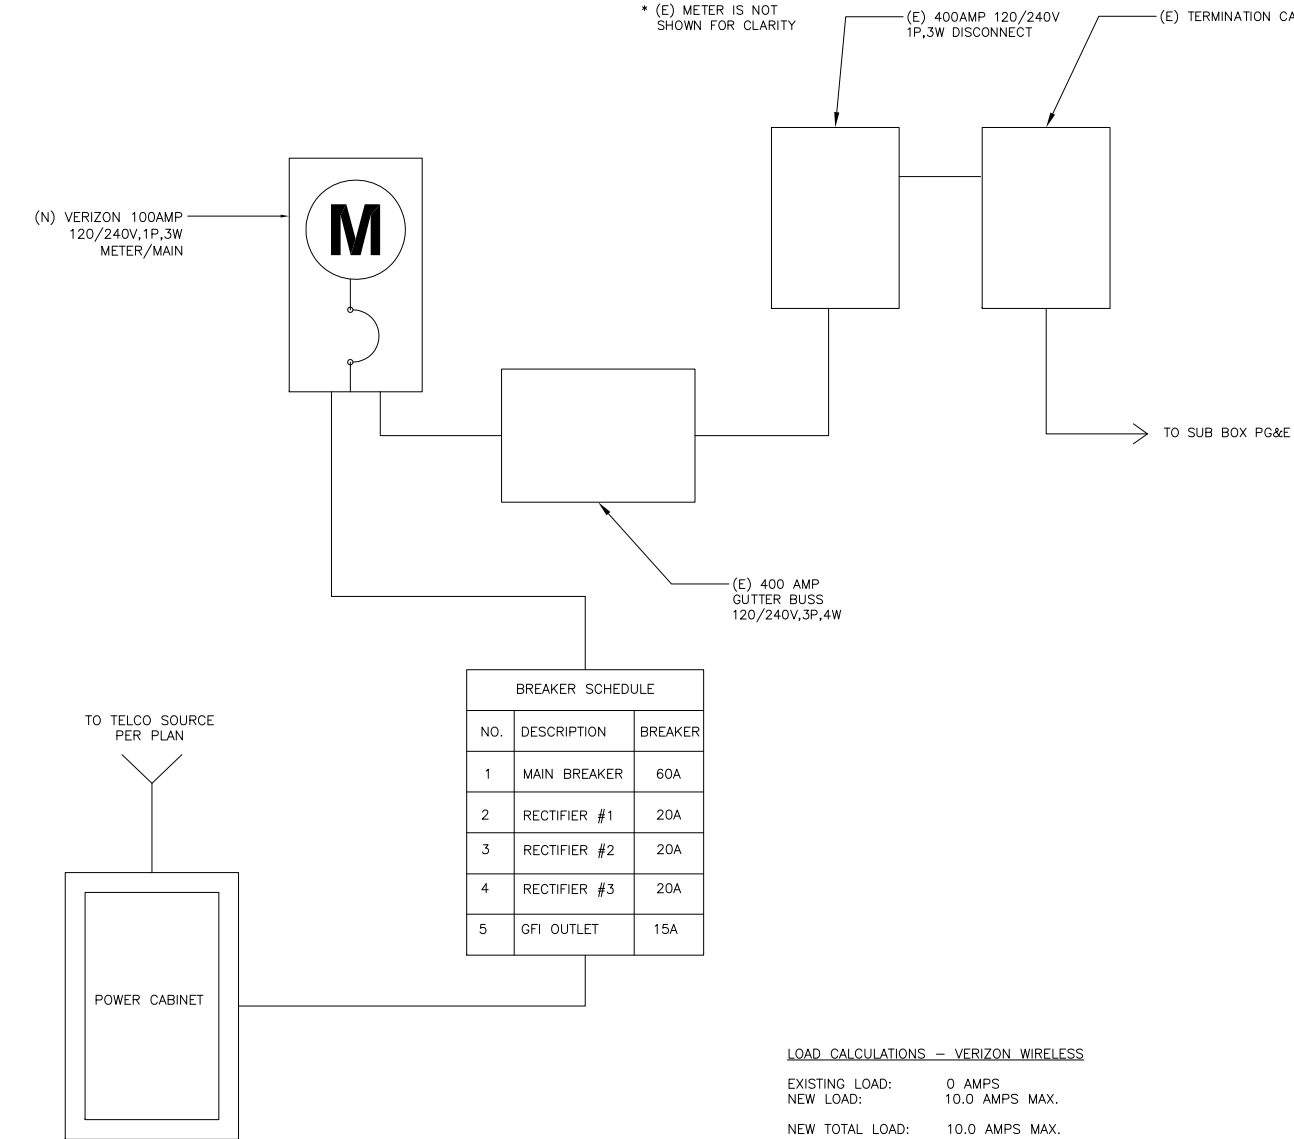 * (E) METER IS NOT
SHOWN FOR CLARITY
(E) 400AMP 120/240V
1P,3W DISCONNECT
(E) TERMINATION CA
(N) VERIZON 100AMP
120/240V,1P,3W
METER/MAIN
M
TO SUB BOX PG&E
(E) 400 AMP
GUTTER BUSS
120/240V,3P,4W
BREAKER SCHEDULE
NO. DESCRIPTION BREAKER
1 MAIN BREAKER 60A
2 RECTIFIER #1 20A
3 RECTIFIER #2 20A
4 RECTIFIER #3 20A
5 GFI OUTLET 15A
TO TELCO SOURCE
PER PLAN
POWER CABINET
LOAD CALCULATIONS – VERIZON WIRELESS
EXISTING LOAD: 0 AMPS
NEW LOAD: 10.0 AMPS MAX.
NEW TOTAL LOAD: 10.0 AMPS MAX.